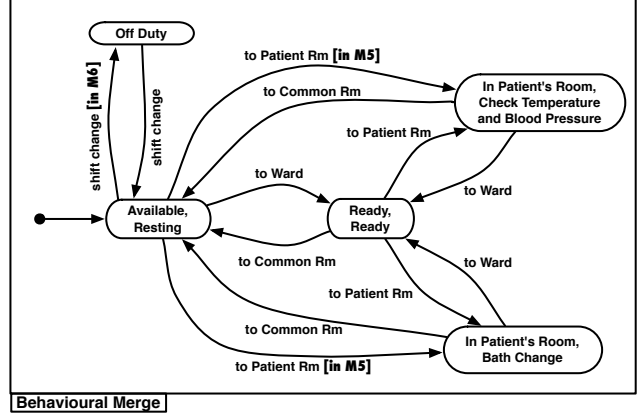 Off Duty
shift change [in M6]
shift change
to Patient Rm [in M5]
to Common Rm
In Patient's Room,
Check Temperature
and Blood Pressure
to Patient Rm
to Ward
to Ward
Available,
Resting
Ready,
Ready
to Common Rm
to Ward
to Patient Rm
to Common Rm
In Patient's Room,
Bath Change
to Patient Rm [in M5]
Behavioural Merge